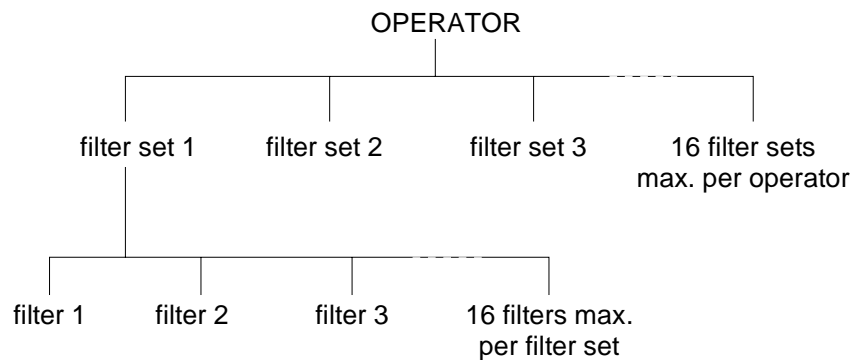 OPERATOR
filter set 1
filter set 2
filter set 3
16 filter sets
max. per operator
filter 1
filter 2
filter 3
16 filters max.
per filter set